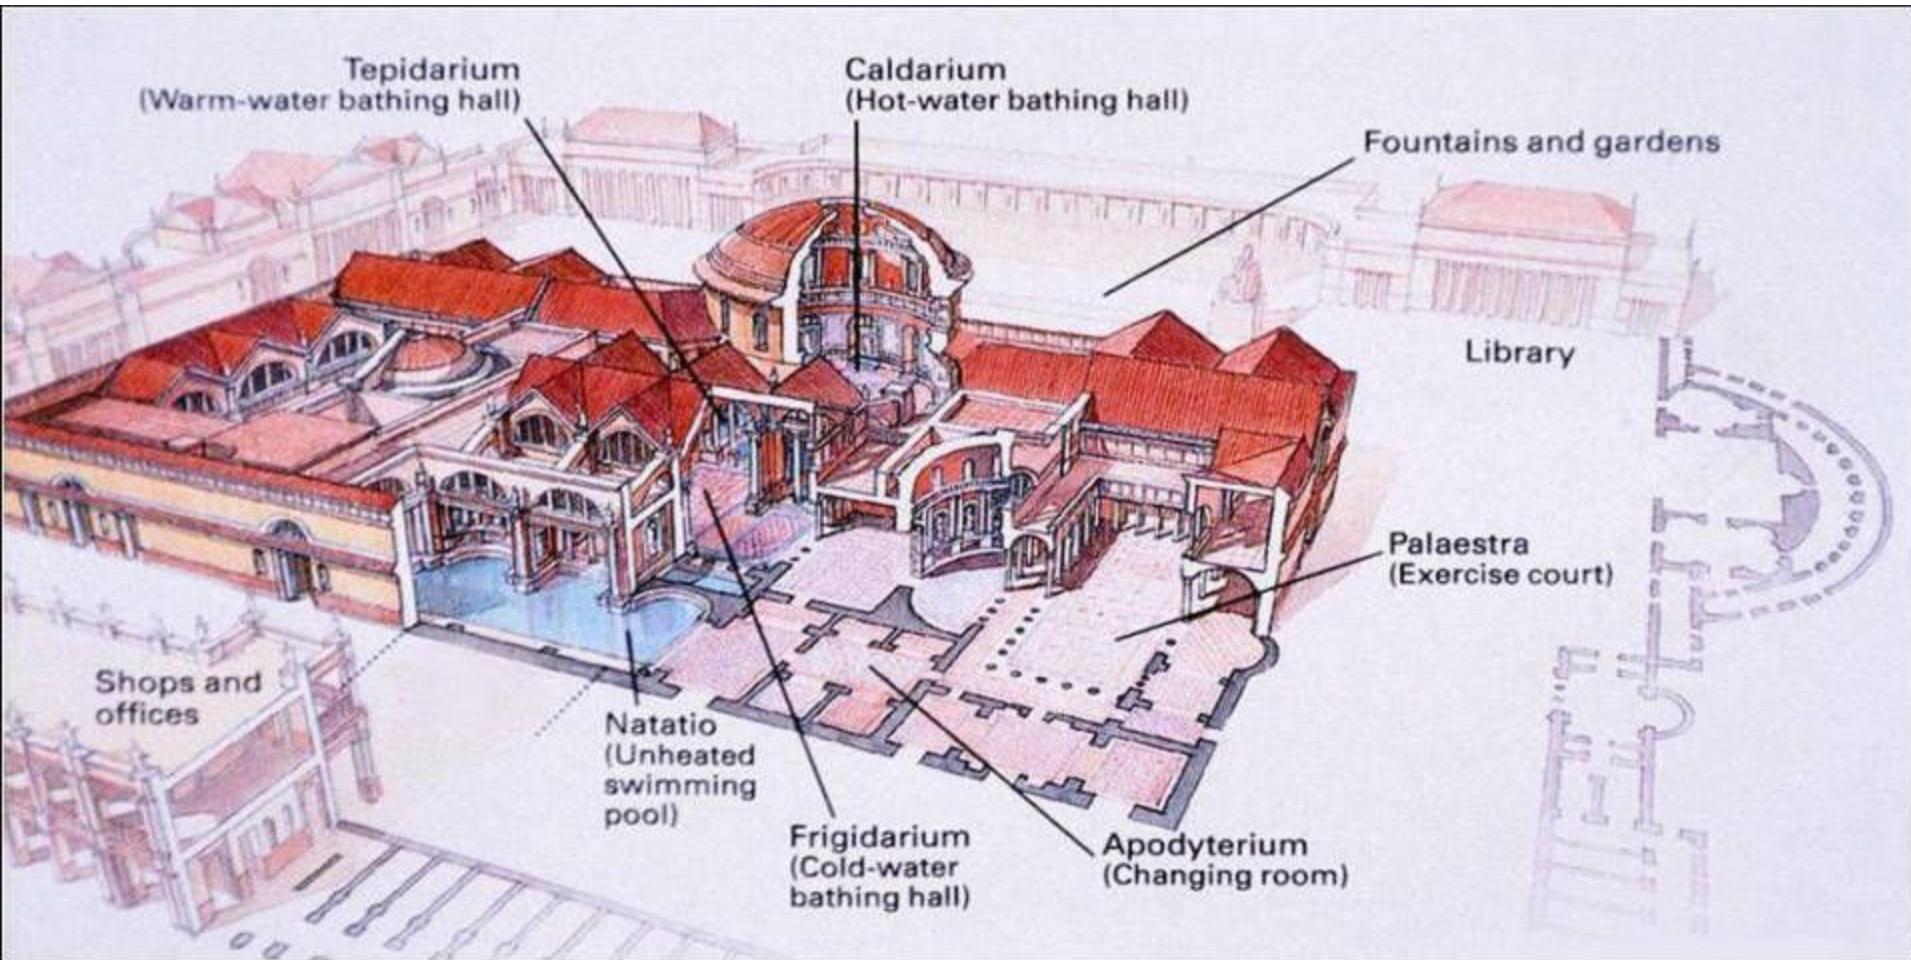 Tepidarium
(Warm-water bathing hall)
Caldarium
(Hot-water bathing hall)
Fountains and gardens
Library
Palaestra
(Exercise court)
Shops and
offices
Natatio
(Unheated
swimming
pool)
Frigidarium
(Cold-water
bathing hall)
Apodyterium
(Changing room)